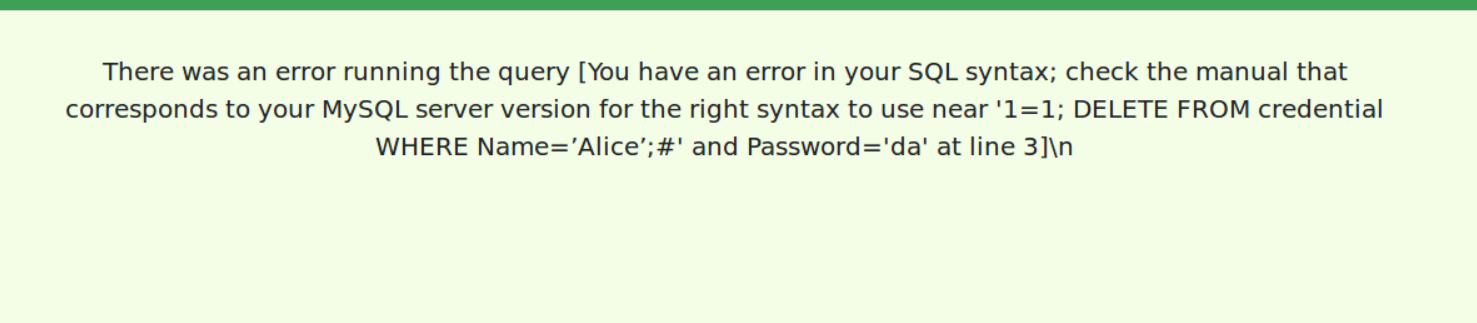 There was an error running the query [You have an error in your SQL syntax; check the manual that
corresponds to your MySQL server version for the right syntax to use near '1=1; DELETE FROM credential
WHERE Name=’Alice’;#' and Password='da' at line 3]\n